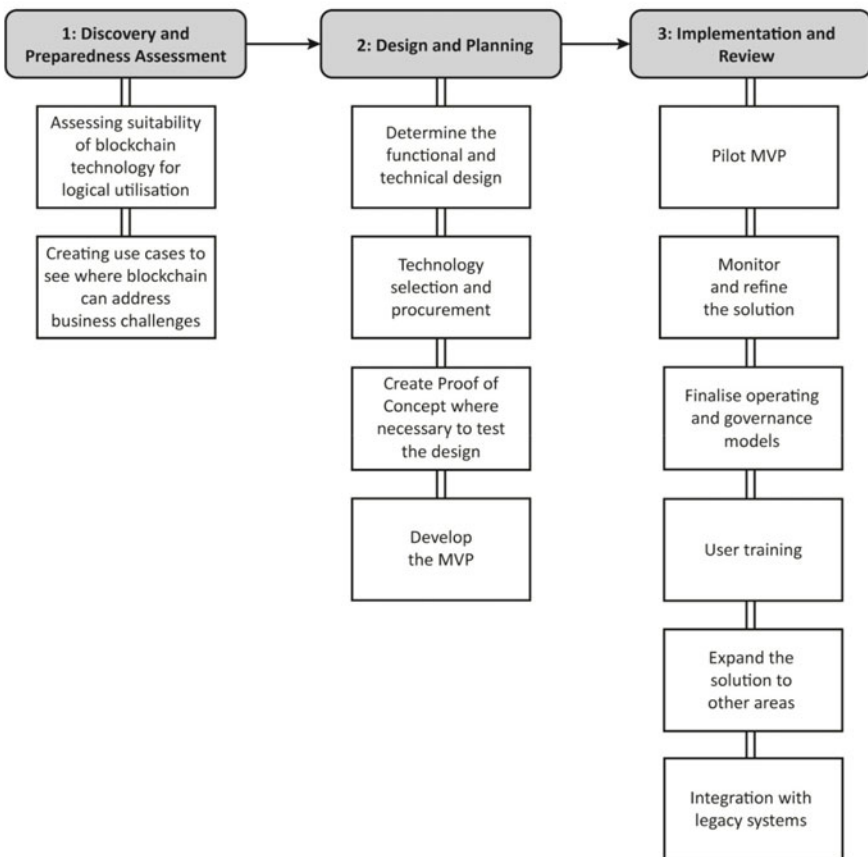 1: Discovery and
Preparedness Assessment
Assessing suitability
of blockchain
technology for
logical utilisation
Creating use cases to
see where blockchain
can address
business challenges
2: Design and Planning
Determine the
functional and
technical design
Technology
selection and
procurement
Create Proof of
Concept where
necessary to test
the design
Develop
the MVP
3: Implementation and
Review
Pilot MVP
Monitor
and refine
the solution
Finalise operating
and governance
models
User training
Expand the
solution to
other areas
Integration with
legacy systems